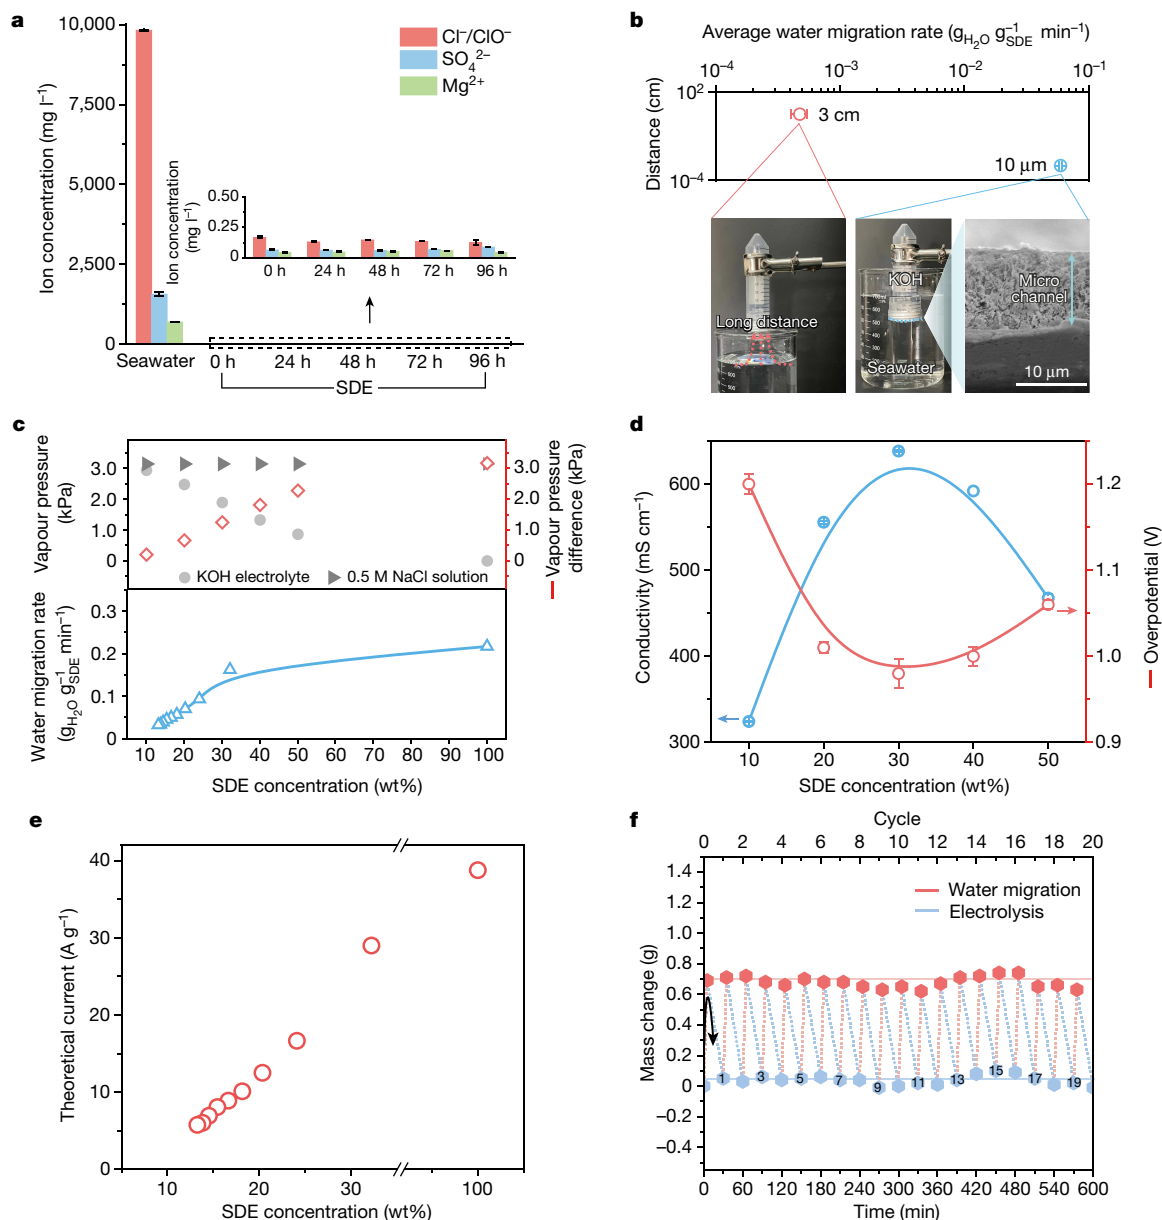 a
10,000
7,500
5,000
2,500
0
Ion concentration (mg l⁻¹)
Cl⁻/ClO⁻
SO₄²⁻
Mg²⁺
Ion concentration
(mg l⁻¹)
0.50
0.25
0
0 h 24 h 48 h 72 h 96 h
Seawater 0 h 24 h 48 h 72 h 96 h
SDE
b
Average water migration rate (g_H₂O g⁻¹_SDE min⁻¹)
10⁻⁴ 10⁻³ 10⁻² 10⁻¹
10²
10⁻⁴
Distance (cm)
3 cm
10 μm
Long distance
KOH
Seawater
Micro
channel
10 μm
c
Vapour pressure
(kPa)
3.0
2.0
1.0
0
3.0
2.0
1.0
0
Vapour pressure
difference (kPa)
KOH electrolyte 0.5 M NaCl solution
Water migration rate
(g_H₂O g⁻¹_SDE min⁻¹)
0.3
0.2
0.1
0
10 20 30 40 50 60 70 80 90 100
SDE concentration (wt%)
d
600
500
400
300
Conductivity (mS cm⁻¹)
1.2
1.1
1.0
0.9
Overpotential (V)
10 20 30 40 50
SDE concentration (wt%)
e
40
30
20
10
0
Theoretical current (A g⁻¹)
10 20 30 100
SDE concentration (wt%)
f
Cycle
0 2 4 6 8 10 12 14 16 18 20
1.4
1.2
1.0
0.8
0.6
0.4
0.2
0
−0.2
−0.4
Mass change (g)
Water migration
Electrolysis
1 3 5 7 9 11 13 15 17 19
0 60 120 180 240 300 360 420 480 540 600
Time (min)